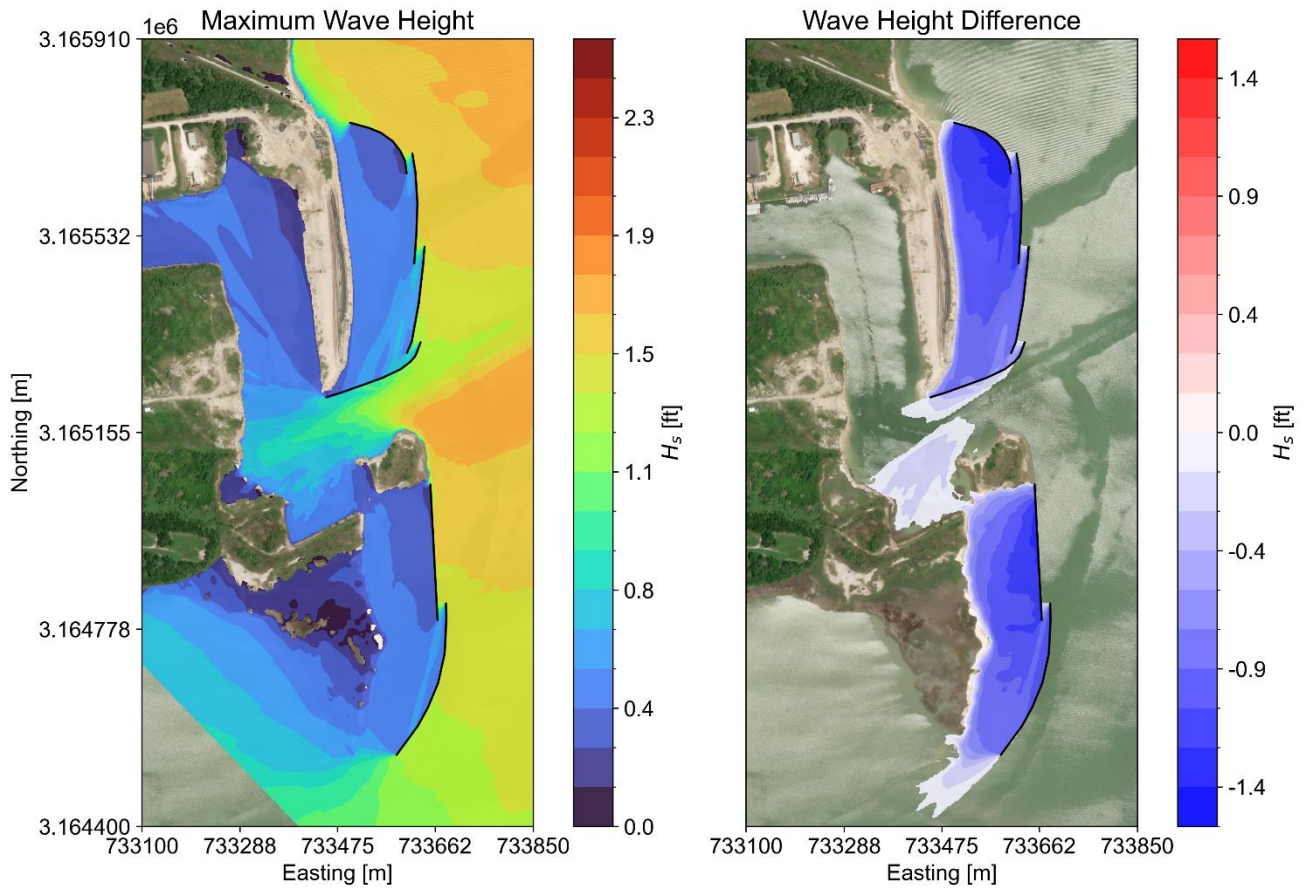 Maximum Wave Height
1e6
3.165910
3.165532
3.165155
3.164778
3.164400
Northing [m]
733100 733288 733475 733662 733850
Easting [m]
2.3
1.9
1.5
1.1
0.8
0.4
0.0
H_s [ft]
Wave Height Difference
733100 733288 733475 733662 733850
Easting [m]
1.4
0.9
0.4
0.0
-0.4
-0.9
-1.4
H_s [ft]